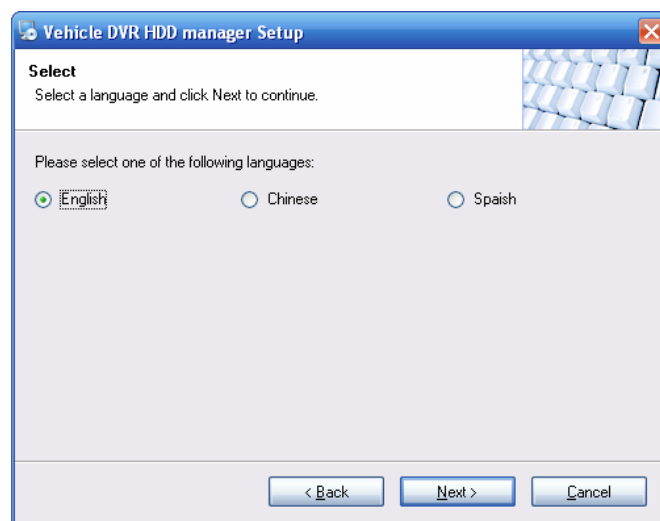 Vehicle DVR HDD manager Setup
Select
Select a language and click Next to continue.
Please select one of the following languages:
English Chinese Spaish
< Back Next > Cancel